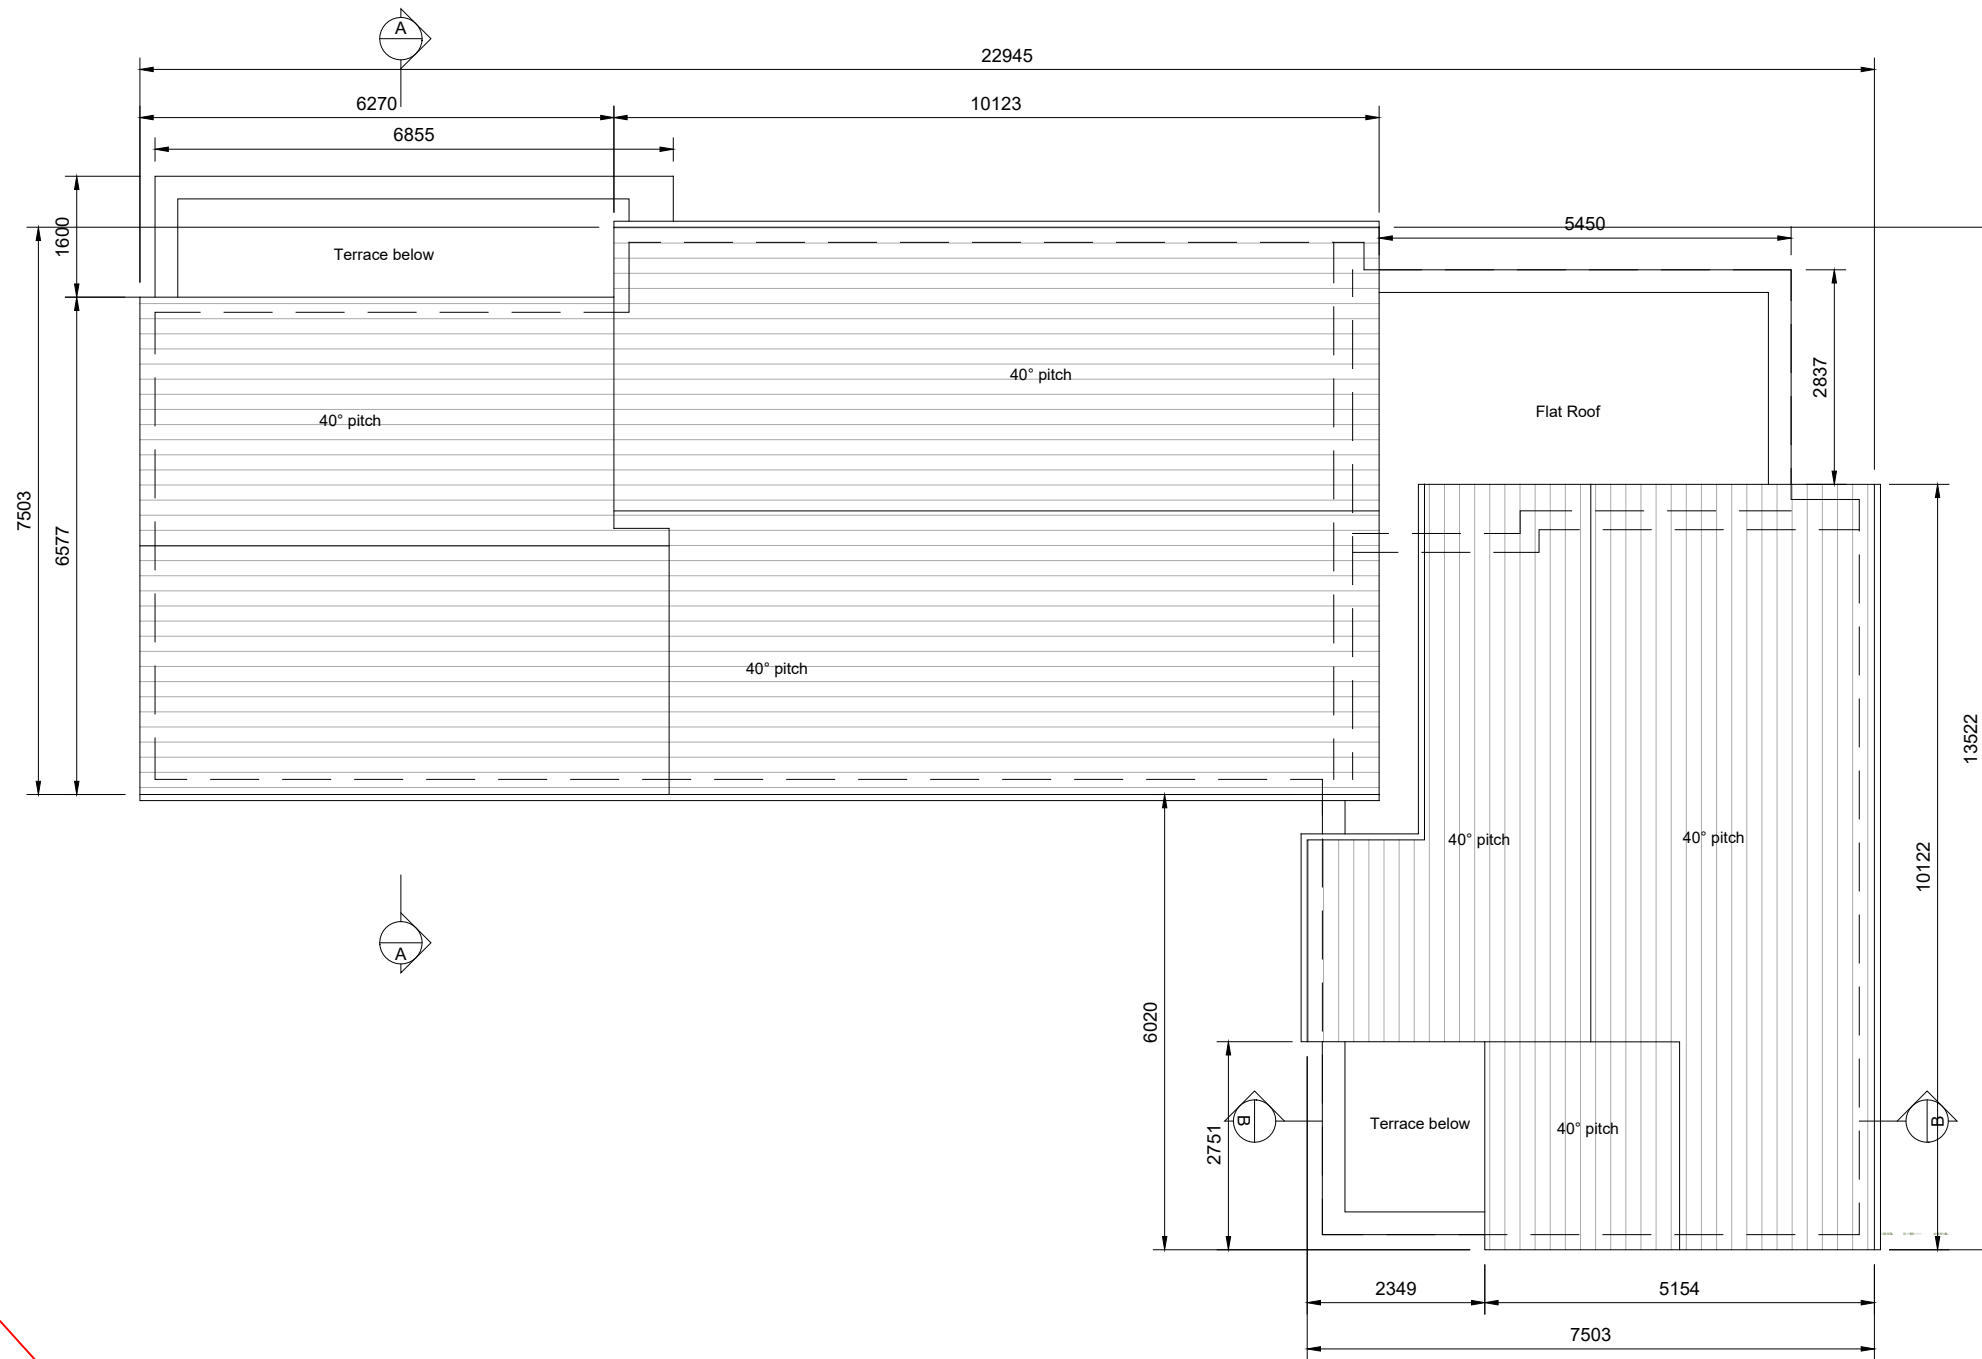 A
22945
6270
10123
6855
1600
5450
Terrace below
40° pitch
2837
Flat Roof
40° pitch
7503
6577
40° pitch
13522
40° pitch
40° pitch
10122
A
6020
2751
B
Terrace below
40° pitch
B
2349
5154
7503